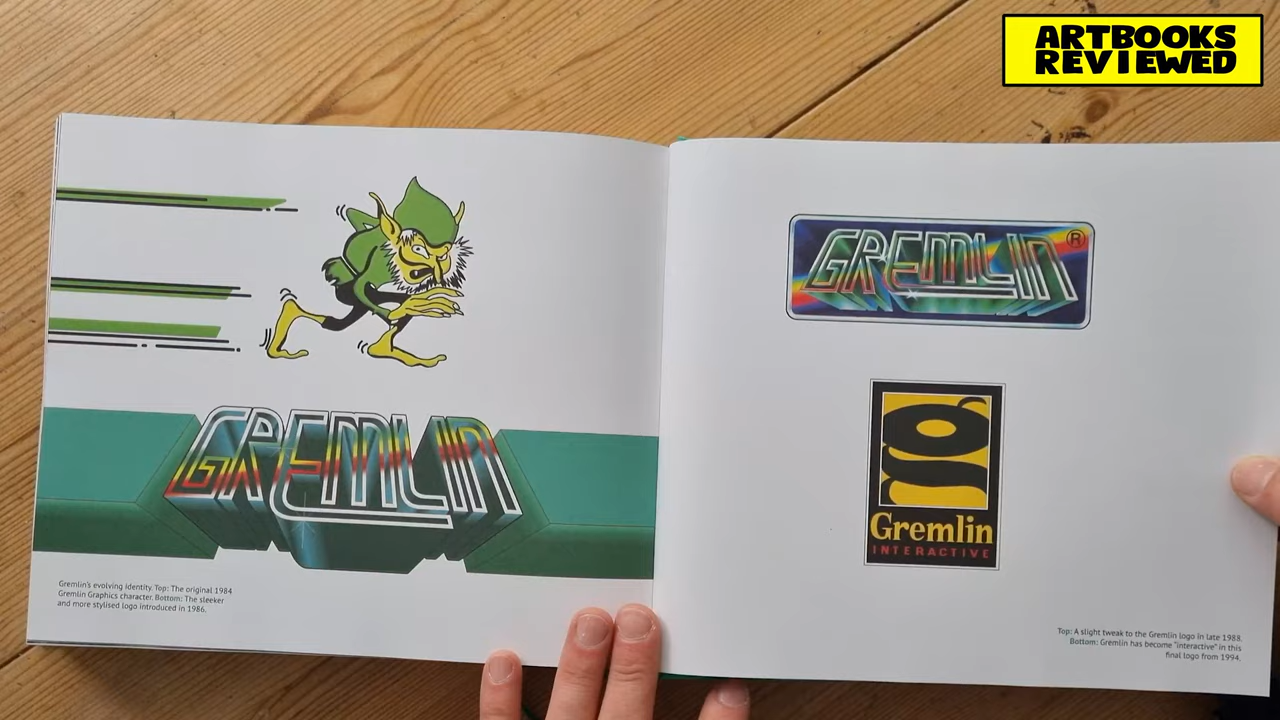 ARTBOOKS
REVIEWED
GREMLIN
Gremlin's evolving identity. Top: The original 1984
Gremlin Graphics character. Bottom: The sleeker
and more stylised logo introduced in 1986.
GREMLIN ®
g
Gremlin
INTERACTIVE
Top: A slight tweak to the Gremlin logo in late 1988.
Bottom: Gremlin has become "interactive" in this
final logo from 1994.